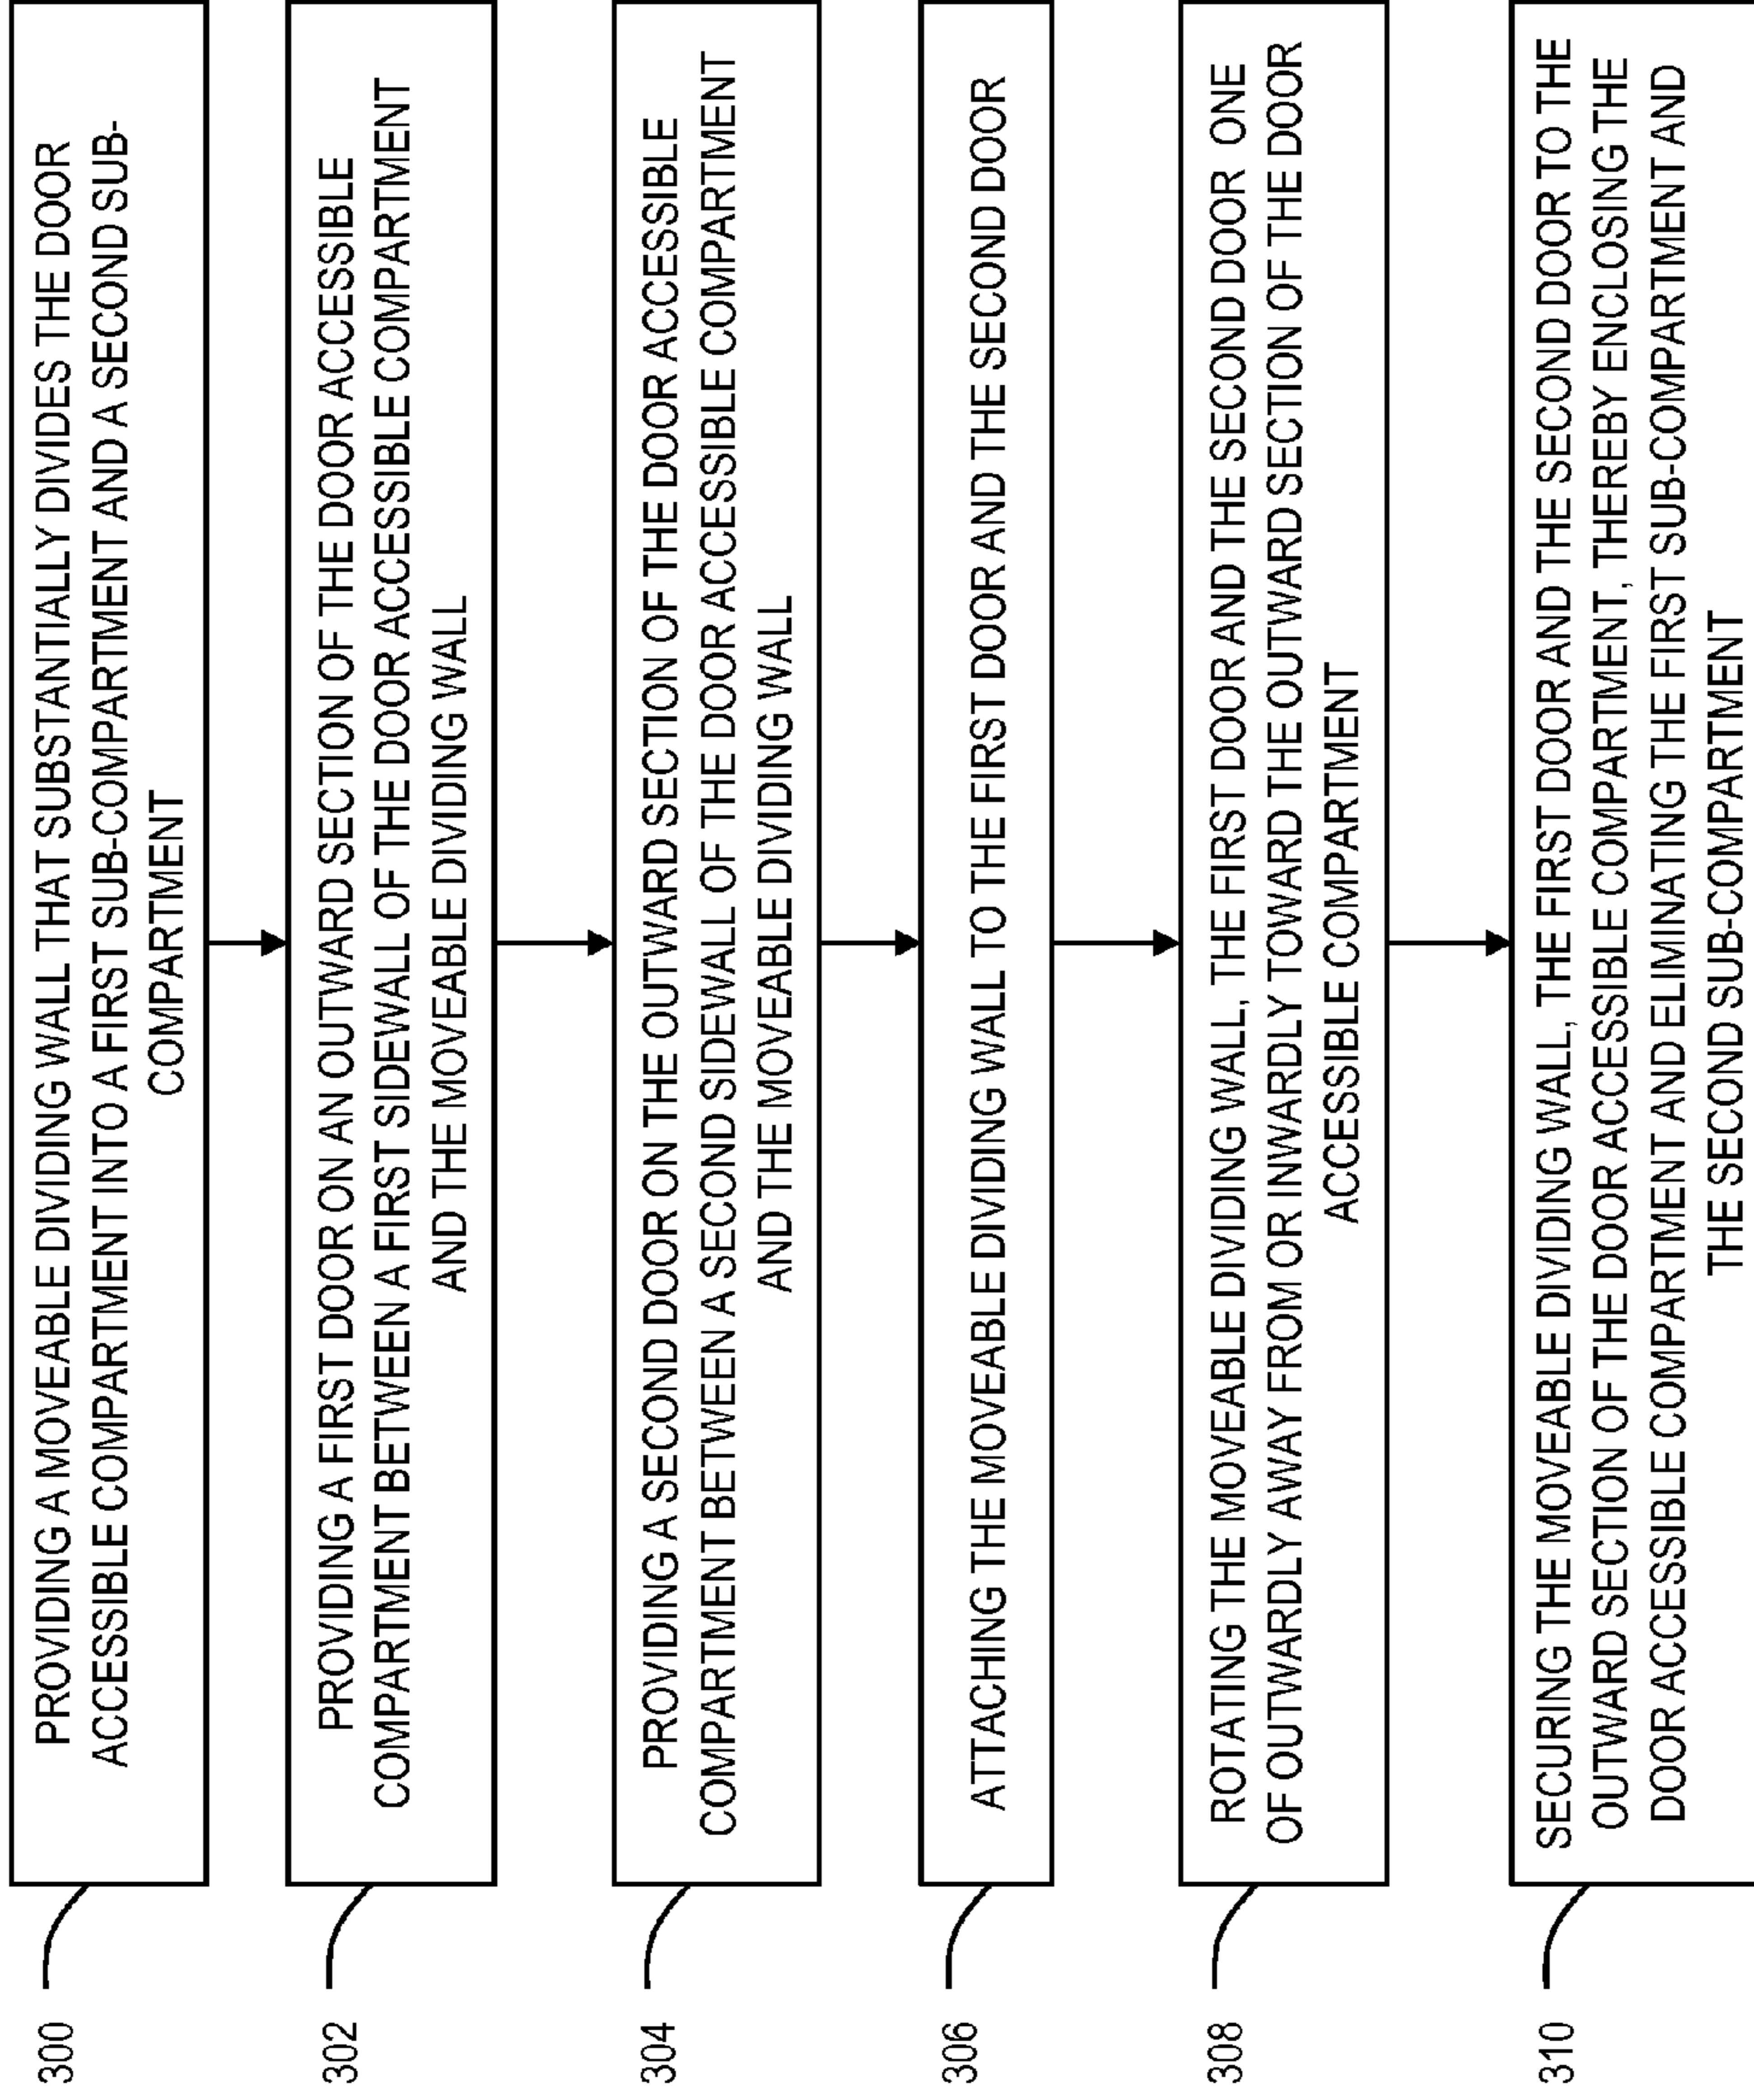 300
PROVIDING A MOVEABLE DIVIDING WALL THAT SUBSTANTIALLY DIVIDES THE DOOR
ACCESSIBLE COMPARTMENT INTO A FIRST SUB-COMPARTMENT AND A SECOND SUB-
COMPARTMENT
302
PROVIDING A FIRST DOOR ON AN OUTWARD SECTION OF THE DOOR ACCESSIBLE
COMPARTMENT BETWEEN A FIRST SIDEWALL OF THE DOOR ACCESSIBLE COMPARTMENT
AND THE MOVEABLE DIVIDING WALL
304
PROVIDING A SECOND DOOR ON THE OUTWARD SECTION OF THE DOOR ACCESSIBLE
COMPARTMENT BETWEEN A SECOND SIDEWALL OF THE DOOR ACCESSIBLE COMPARTMENT
AND THE MOVEABLE DIVIDING WALL
306
ATTACHING THE MOVEABLE DIVIDING WALL TO THE FIRST DOOR AND THE SECOND DOOR
308
ROTATING THE MOVEABLE DIVIDING WALL, THE FIRST DOOR AND THE SECOND DOOR ONE
OF OUTWARDLY AWAY FROM OR INWARDLY TOWARD THE OUTWARD SECTION OF THE DOOR
ACCESSIBLE COMPARTMENT
310
SECURING THE MOVEABLE DIVIDING WALL, THE FIRST DOOR AND THE SECOND DOOR TO THE
OUTWARD SECTION OF THE DOOR ACCESSIBLE COMPARTMENT, THEREBY ENCLOSING THE
DOOR ACCESSIBLE COMPARTMENT AND ELIMINATING THE FIRST SUB-COMPARTMENT AND
THE SECOND SUB-COMPARTMENT